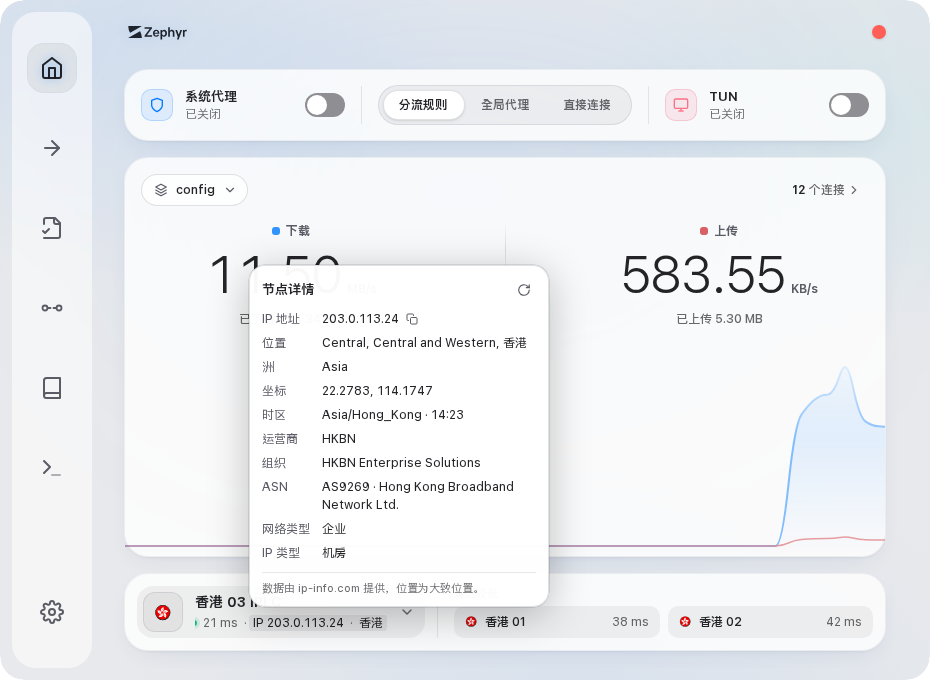 Zephyr
系统代理
已关闭
分流规则
全局代理
直接连接
TUN
已关闭
config
12 个连接
下载
11.50
上传
583.55 KB/s
已上传 5.30 MB
节点详情
IP 地址 203.0.113.24
位置 Central, Central and Western, 香港
洲 Asia
坐标 22.2783, 114.1747
时区 Asia/Hong_Kong · 14:23
运营商 HKBN
组织 HKBN Enterprise Solutions
ASN AS9269 · Hong Kong Broadband
Network Ltd.
网络类型 企业
IP 类型 机房
数据由 ip-info.com 提供，位置为大致位置。
香港 03
21 ms · IP 203.0.113.24 · 香港
香港 01 38 ms
香港 02 42 ms